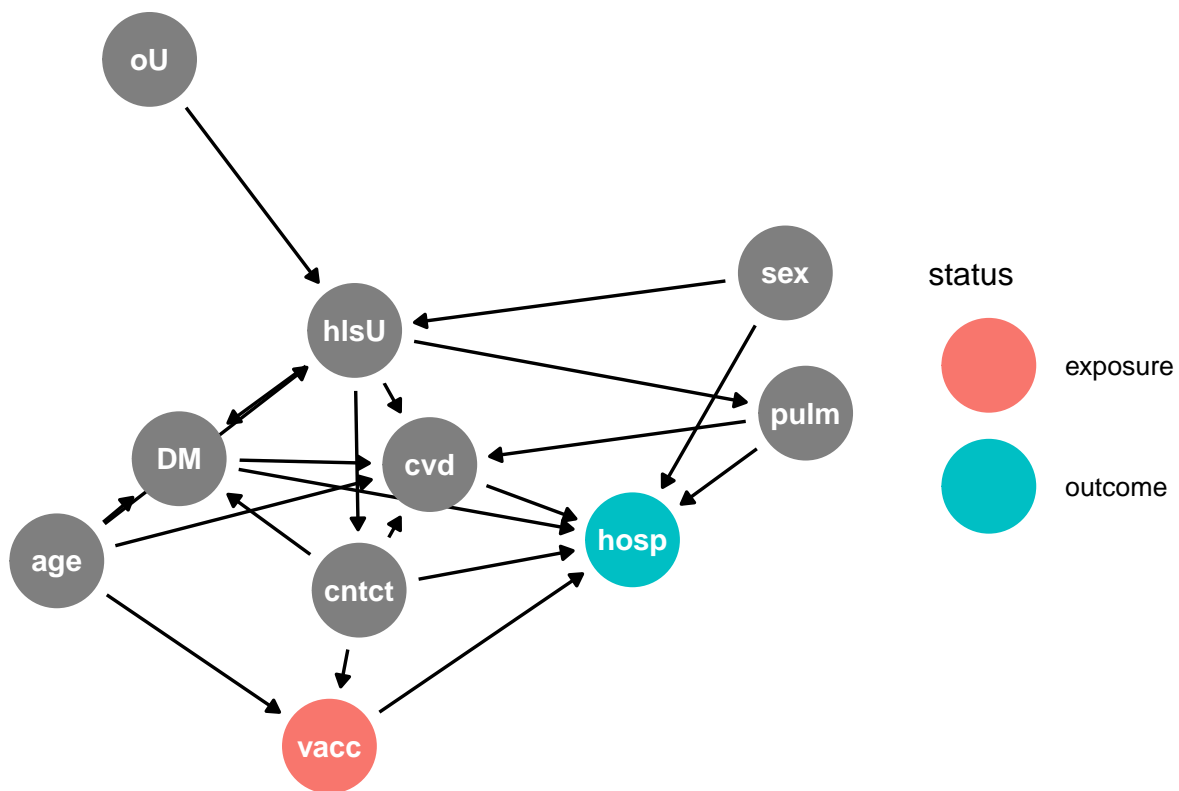 oU
sex
status
hlsU
exposure
pulm
DM
cvd
outcome
hosp
age
cntct
vacc